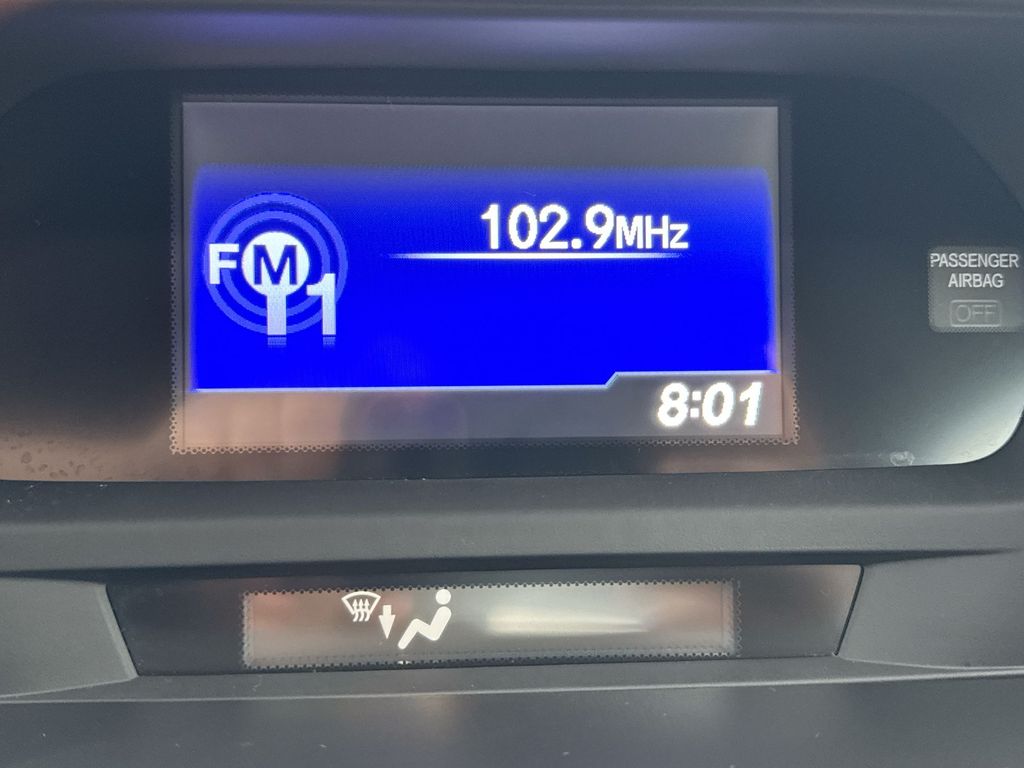 102.9MHz
FM1
8:01
PASSENGER
AIRBAG
OFF